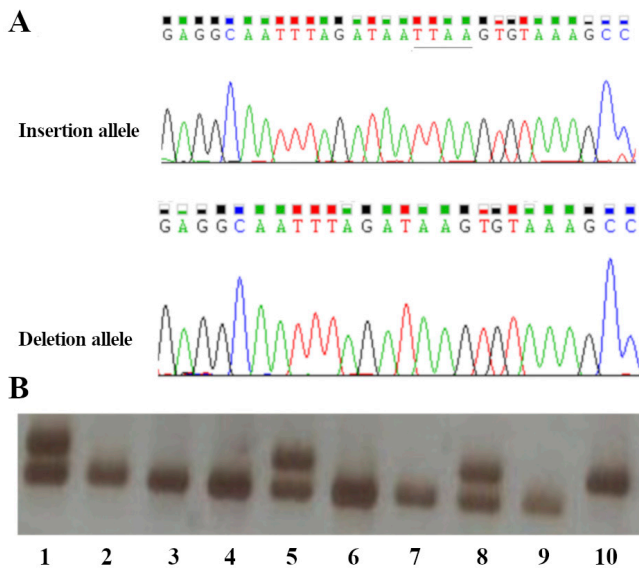 A
G A G G C A A T T T A G A T A A T T A A G T G T A A A G C C
Insertion allele
G A G G C A A T T T A G A T A A G T G T A A A G C C
Deletion allele
B
1 2 3 4 5 6 7 8 9 10